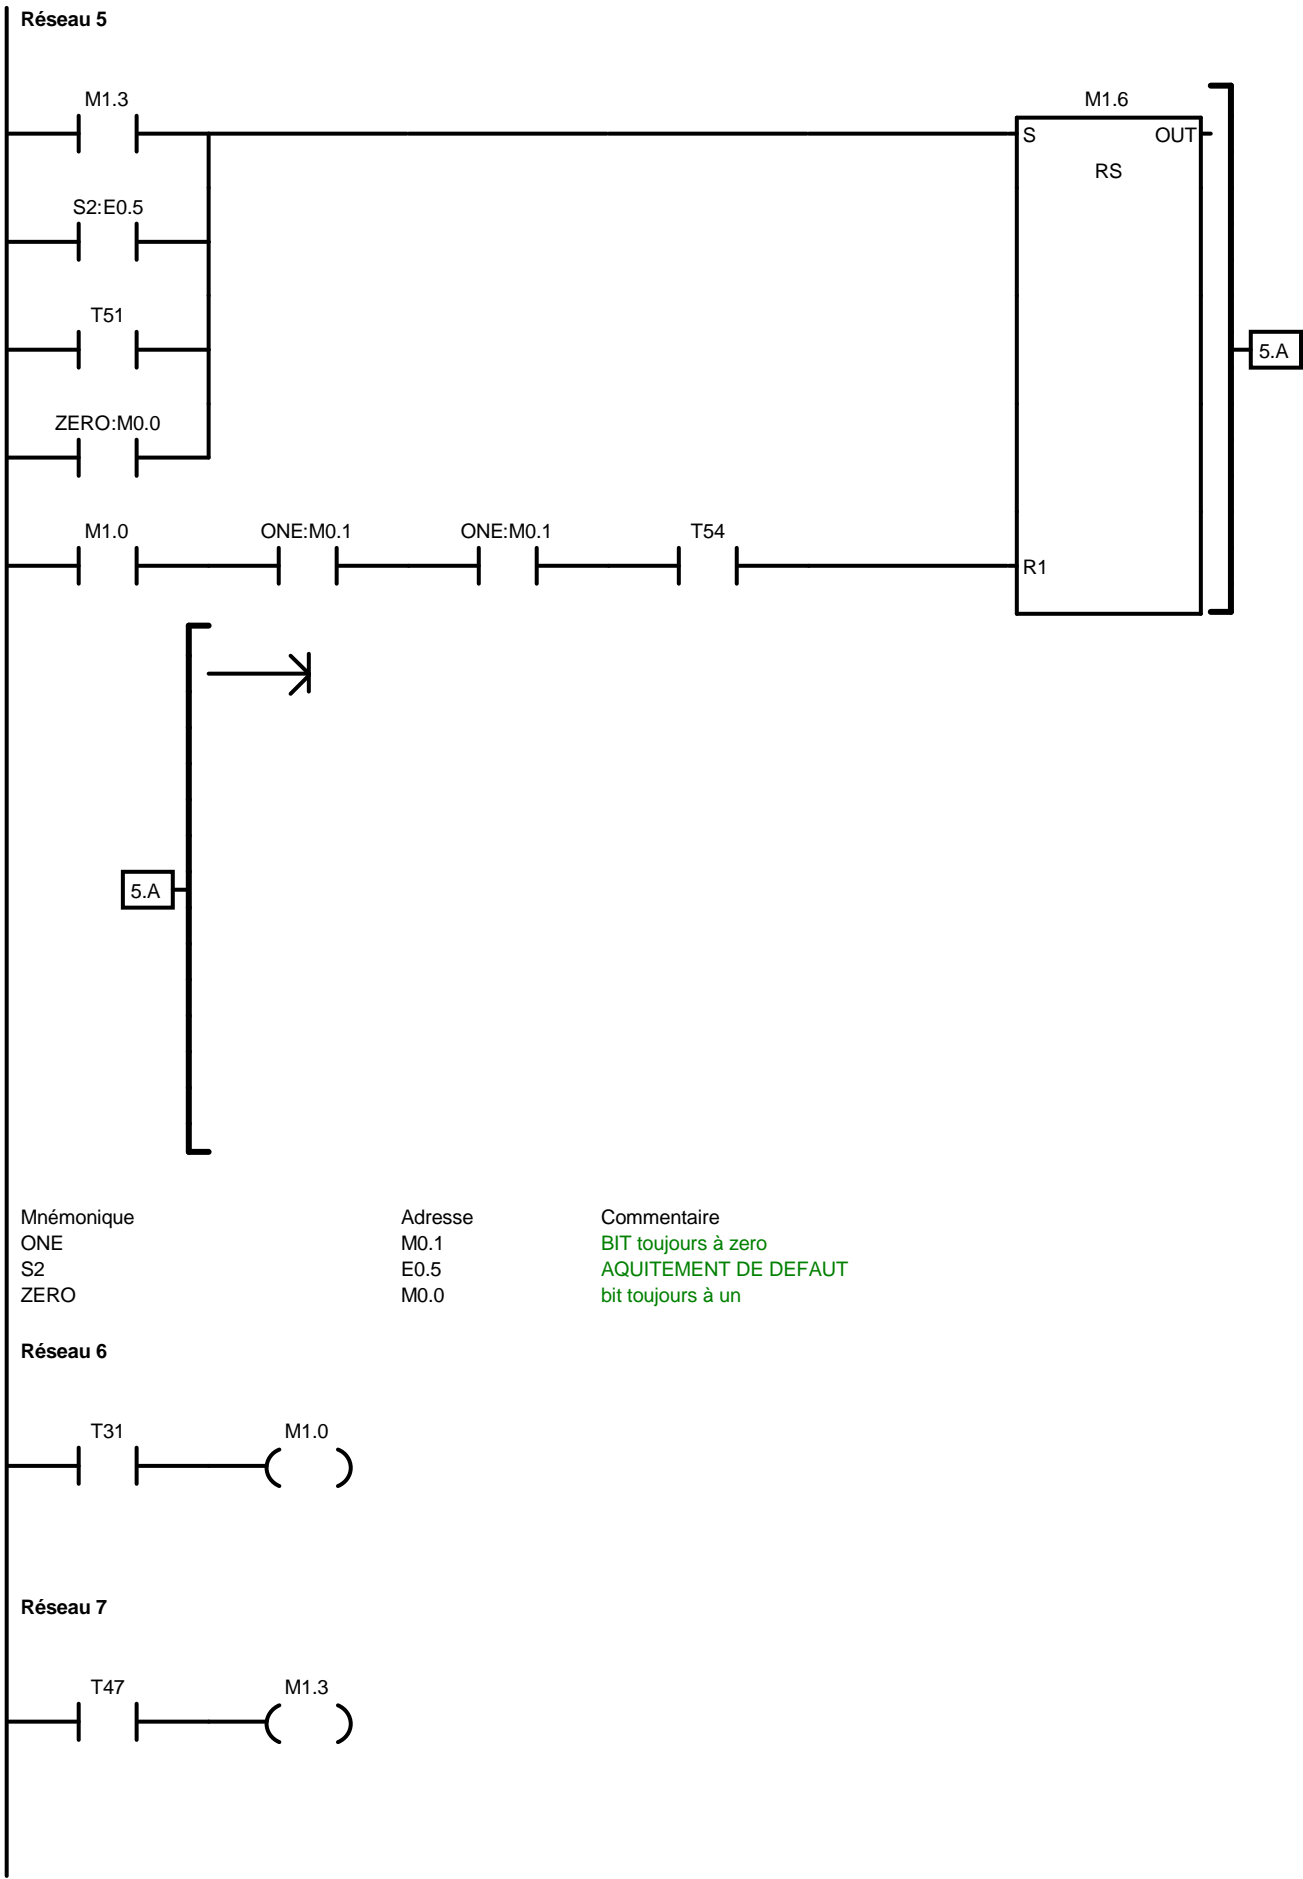 Réseau 5
M1.3
M1.6
S
OUT
RS
S2:E0.5
T51
5.A
ZERO:M0.0
M1.0 ONE:M0.1 ONE:M0.1 T54
R1
5.A
Mnémonique Adresse Commentaire
ONE M0.1 BIT toujours à zero
S2 E0.5 AQUITEMENT DE DEFAUT
ZERO M0.0 bit toujours à un
Réseau 6
T31 M1.0
Réseau 7
T47 M1.3